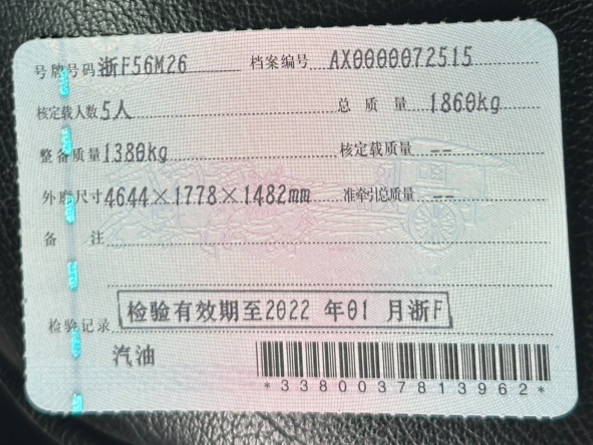 号牌号码 浙F56M26 档案编号 AX0000072515
核定载人数 5人 总质量 1860kg
整备质量 1380kg 核定载质量 --
外廓尺寸 4644×1778×1482mm 准牵引总质量 --
备注
检验记录 检验有效期至2022 年01 月浙F
汽油
*3380037813962*